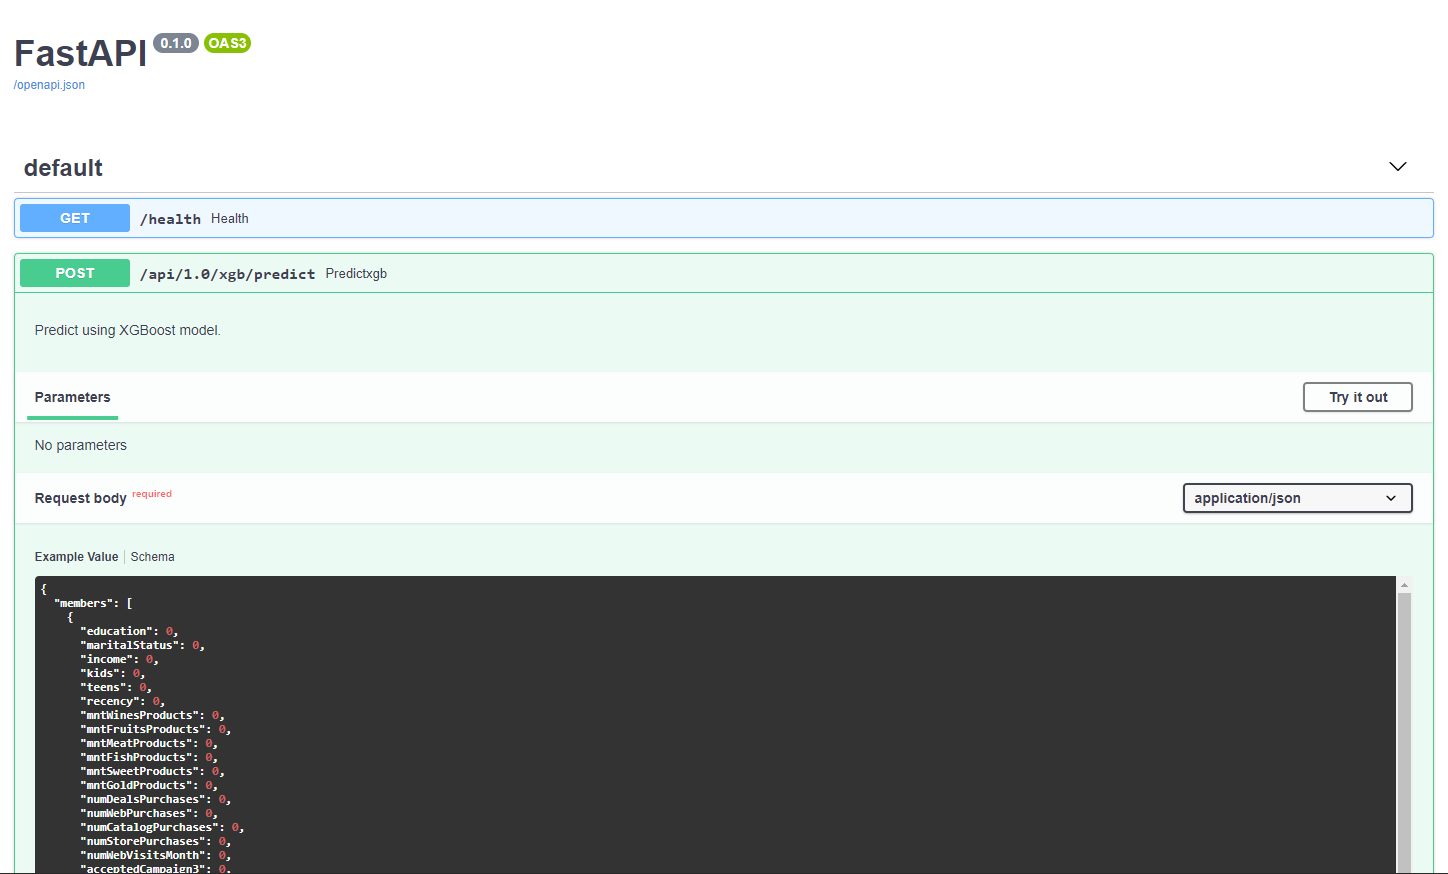 FastAPI 0.1.0 OAS3
/openapi.json
default
GET /health Health
POST /api/1.0/xgb/predict Predictxgb
Predict using XGBoost model.
Parameters Try it out
No parameters
Request body required application/json
Example Value Schema
{
"members": [
{
"education": 0,
"maritalStatus": 0,
"income": 0,
"kids": 0,
"teens": 0,
"recency": 0,
"mntWinesProducts": 0,
"mntFruitsProducts": 0,
"mntMeatProducts": 0,
"mntFishProducts": 0,
"mntSweetProducts": 0,
"mntGoldProducts": 0,
"numDealsPurchases": 0,
"numWebPurchases": 0,
"numCatalogPurchases": 0,
"numStorePurchases": 0,
"numWebVisitsMonth": 0,
"acceptedCampaign3": 0,